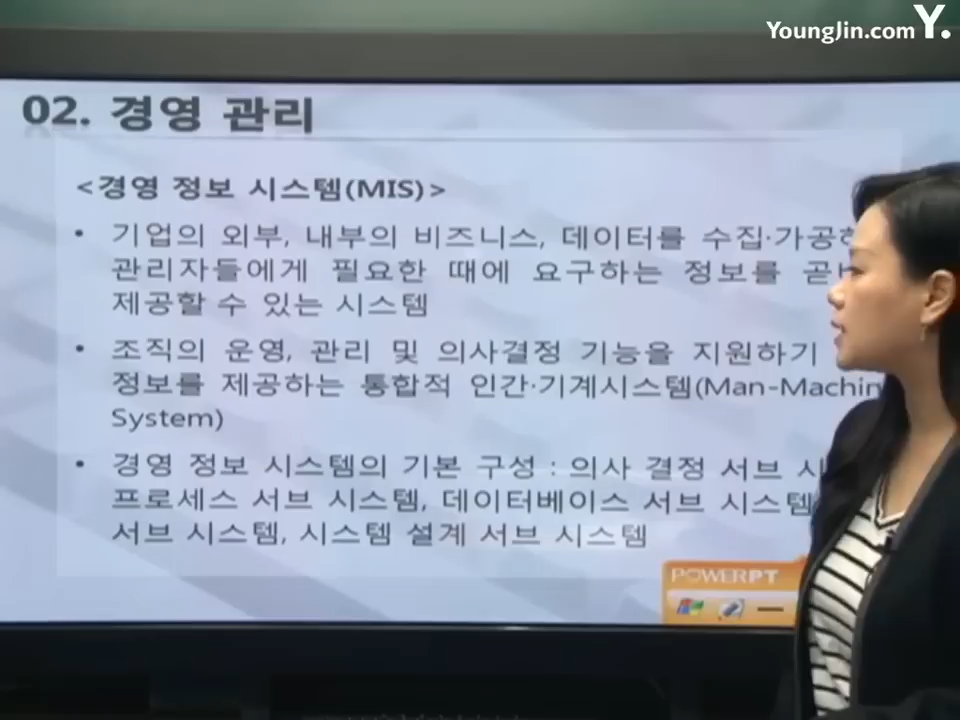 YoungJin.com Y.
02. 경영 관리
<경영 정보 시스템(MIS)>
• 기업의 외부, 내부의 비즈니스, 데이터를 수집·가공하
관리자들에게 필요한 때에 요구하는 정보를
제공할 수 있는 시스템
• 조직의 운영, 관리 및 의사결정 기능을 지원하기
정보를 제공하는 통합적 인간·기계시스템(Man-Machin
System)
• 경영 정보 시스템의 기본 구성 : 의사 결정 서브 시
프로세스 서브 시스템, 데이터베이스 서브 시스템
서브 시스템, 시스템 설계 서브 시스템
POWERPT